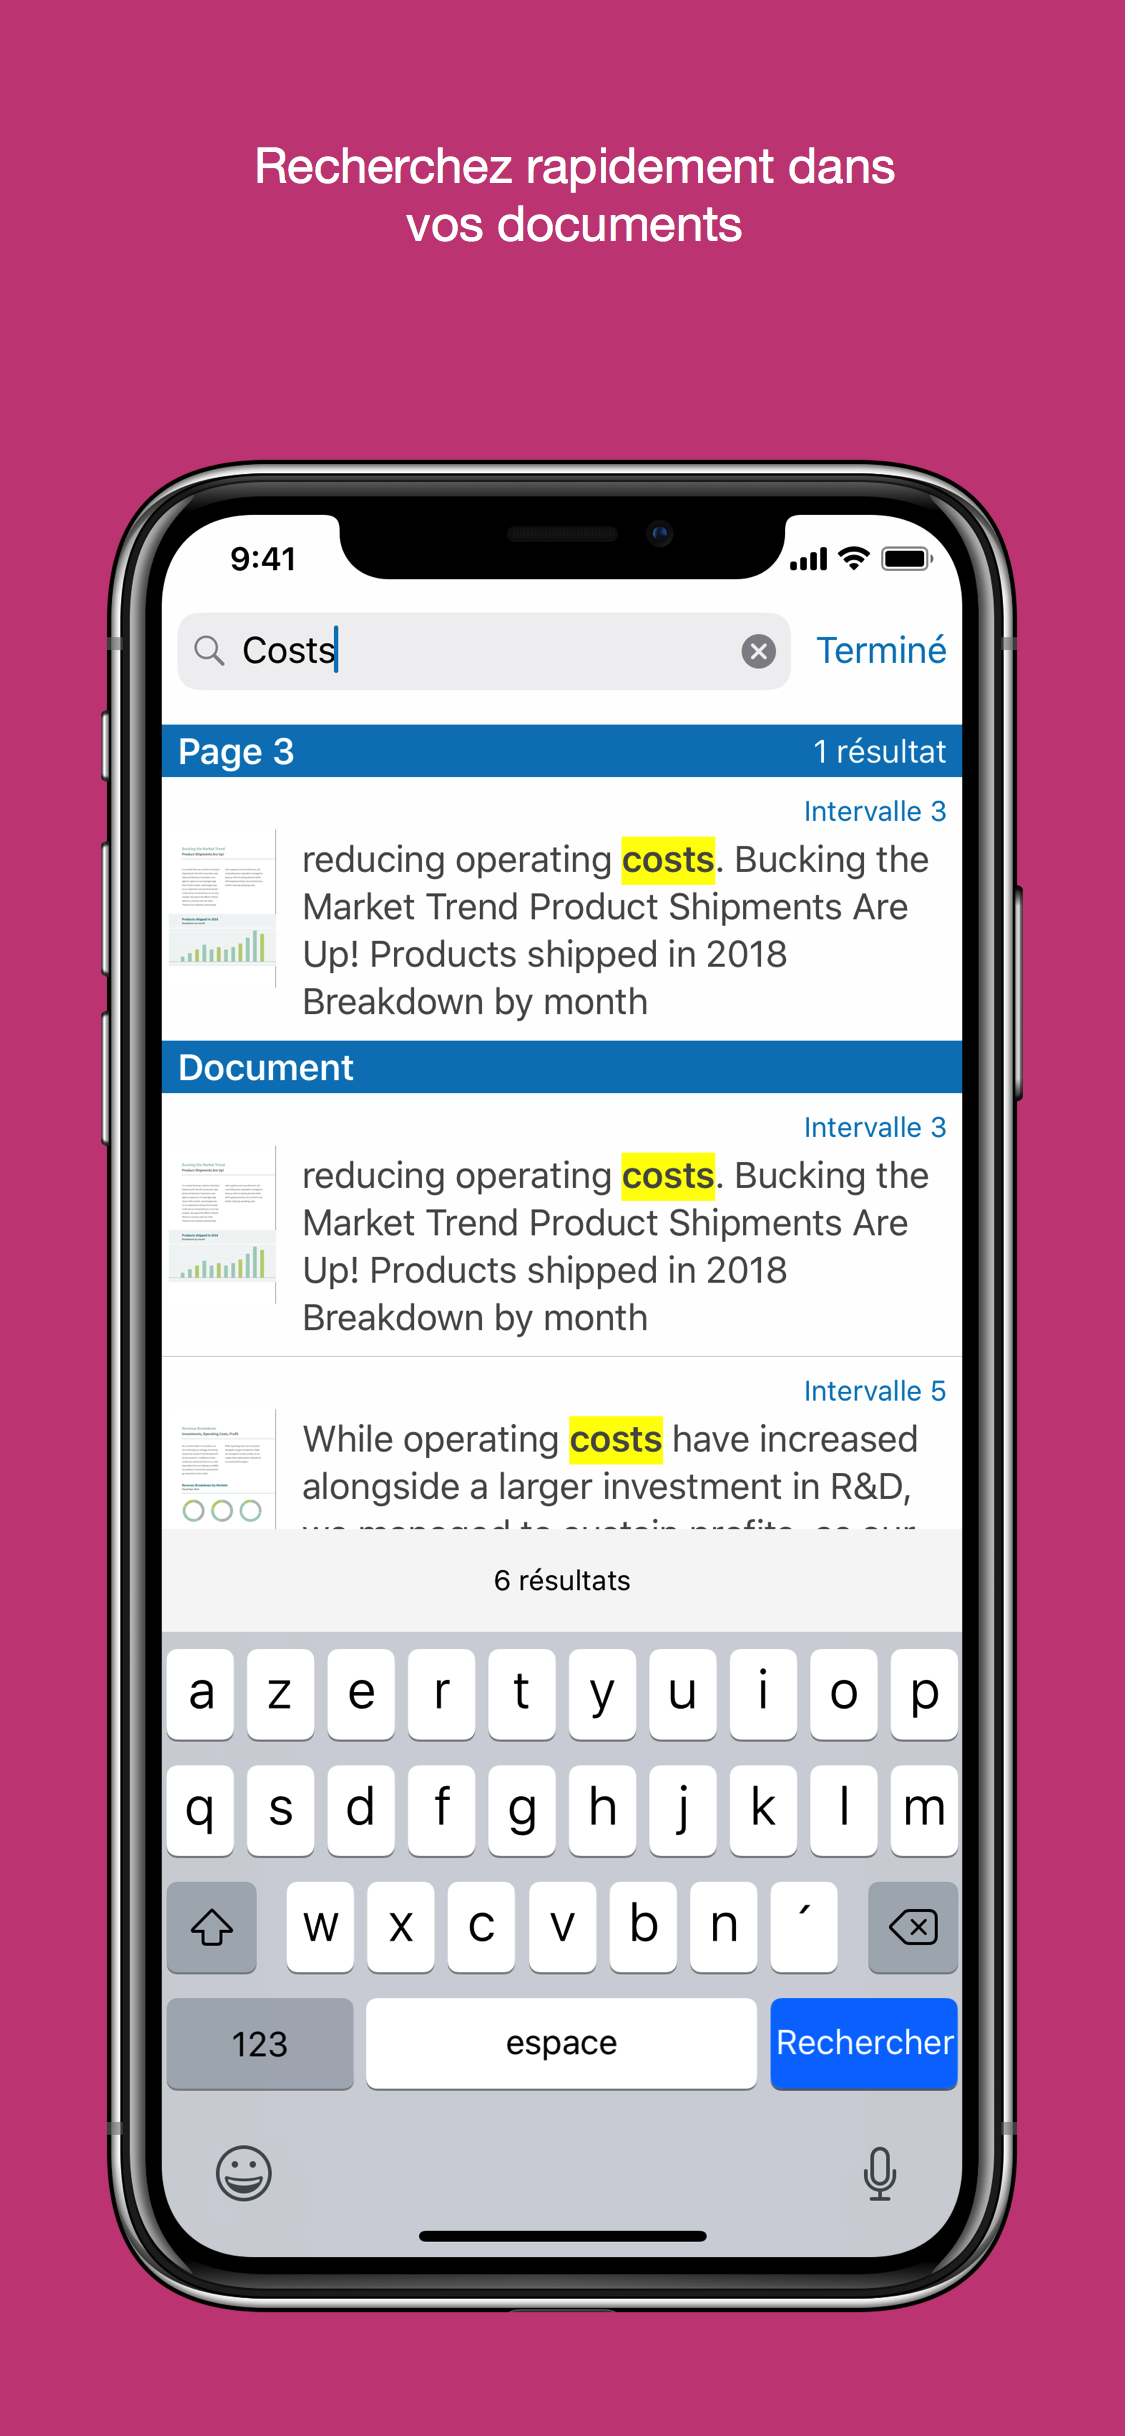 Recherchez rapidement dans
vos documents
9:41
Costs
Terminé
Page 3
1 résultat
Intervalle 3
reducing operating costs. Bucking the
Market Trend Product Shipments Are
Up! Products shipped in 2018
Breakdown by month
Document
Intervalle 3
reducing operating costs. Bucking the
Market Trend Product Shipments Are
Up! Products shipped in 2018
Breakdown by month
Intervalle 5
While operating costs have increased
alongside a larger investment in R&D,
6 résultats
a z e r t y u i o p
q s d f g h j k l m
w x c v b n ´
123 espace Rechercher